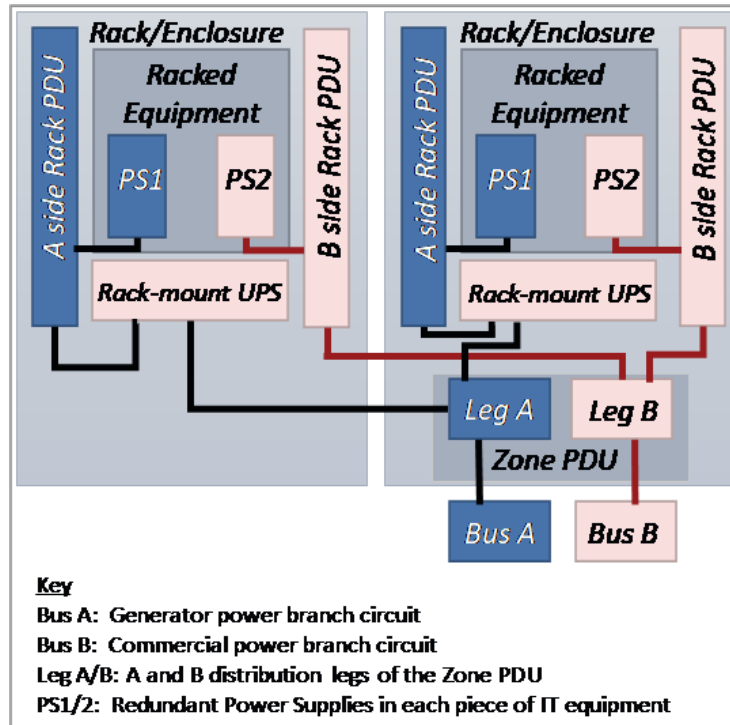 Rack/Enclosure
A side Rack PDU
Racked
Equipment
PS1
PS2
B side Rack PDU
Rack-mount UPS
Rack/Enclosure
A side Rack PDU
Racked
Equipment
PS1
PS2
B side Rack PDU
Rack-mount UPS
Leg A
Leg B
Zone PDU
Bus A
Bus B
Key
Bus A: Generator power branch circuit
Bus B: Commercial power branch circuit
Leg A/B: A and B distribution legs of the Zone PDU
PS1/2: Redundant Power Supplies in each piece of IT equipment